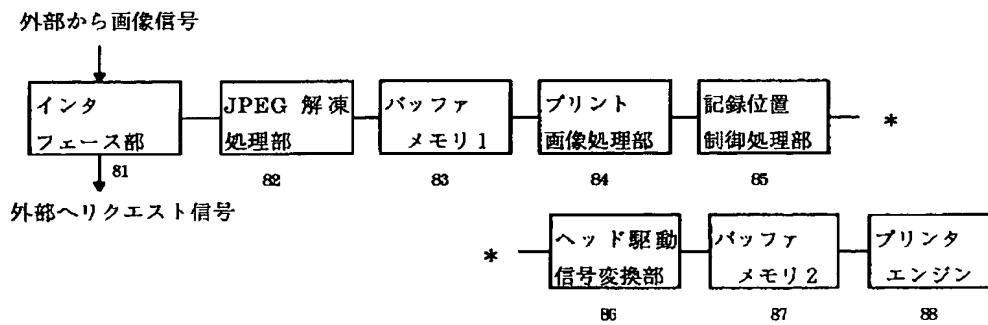 外部から画像信号
インタ
フェース部
81
JPEG 解凍
処理部
82
バッファ
メモリ1
83
プリント
画像処理部
84
記録位置
制御処理部
85
*
外部へリクエスト信号
*
ヘッド駆動
信号変換部
86
バッファ
メモリ2
87
プリンタ
エンジン
88